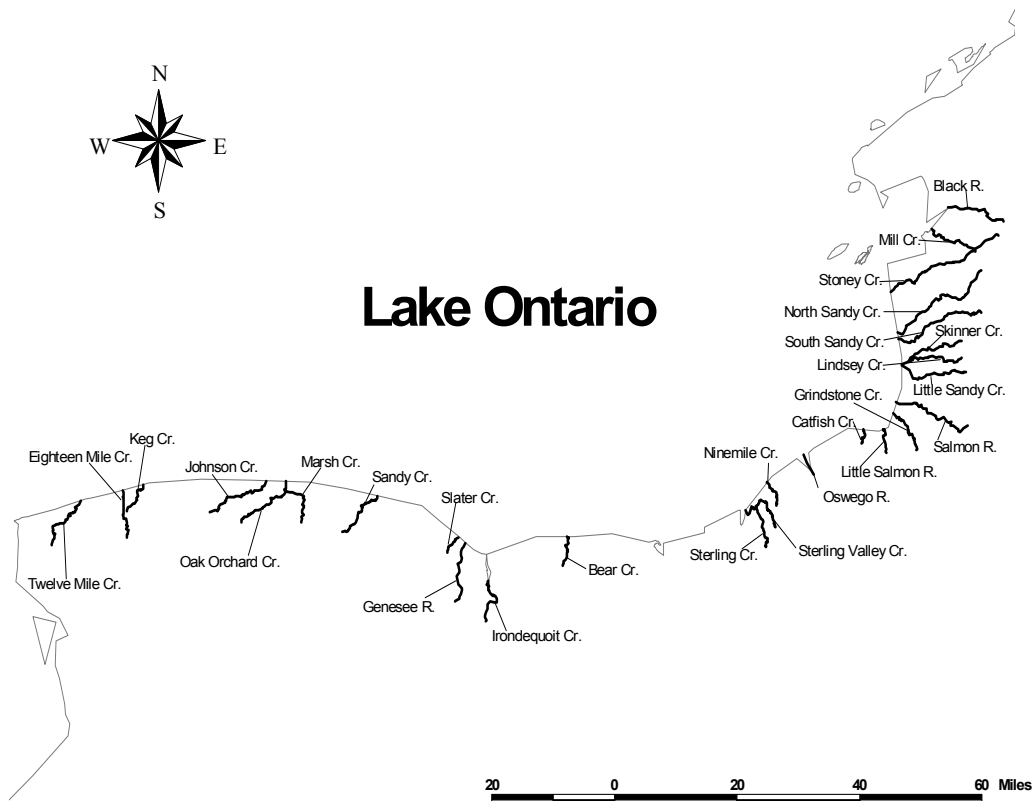 N
W E
S
Lake Ontario
Black R.
Mill Cr.
Stoney Cr.
North Sandy Cr.
South Sandy Cr.
Skinner Cr.
Lindsey Cr.
Little Sandy Cr.
Grindstone Cr.
Catfish Cr.
Salmon R.
Little Salmon R.
Ninemile Cr.
Oswego R.
Sterling Cr.
Sterling Valley Cr.
Keg Cr.
Eighteen Mile Cr.
Johnson Cr.
Marsh Cr.
Sandy Cr.
Slater Cr.
Oak Orchard Cr.
Twelve Mile Cr.
Genesee R.
Bear Cr.
Irondequoit Cr.
20 0 20 40 60 Miles